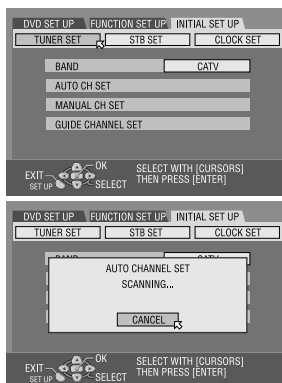 DVD SET UP FUNCTION SET UP INITIAL SET UP
TUNER SET STB SET CLOCK SET
BAND CATV
AUTO CH SET
MANUAL CH SET
GUIDE CHANNEL SET
OK
EXIT
SET UP
SELECT
SELECT WITH [CURSORS]
THEN PRESS [ENTER]
DVD SET UP FUNCTION SET UP INITIAL SET UP
TUNER SET STB SET CLOCK SET
BAND CATV
AUTO CHANNEL SET
SCANNING...
CANCEL
OK
EXIT
SET UP
SELECT
SELECT WITH [CURSORS]
THEN PRESS [ENTER]